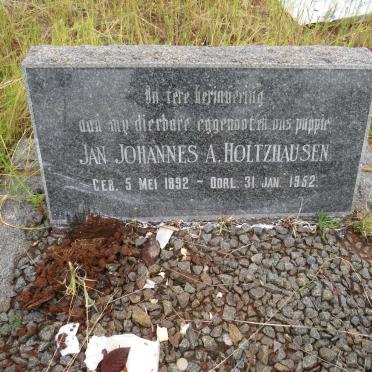 In tere herinnering
aan my dierbare eggenoot en ons pappie
JAN JOHANNES A. HOLTZHAUSEN
GEB. 5 MEI 1892 - OORL. 31 JAN. 1952.